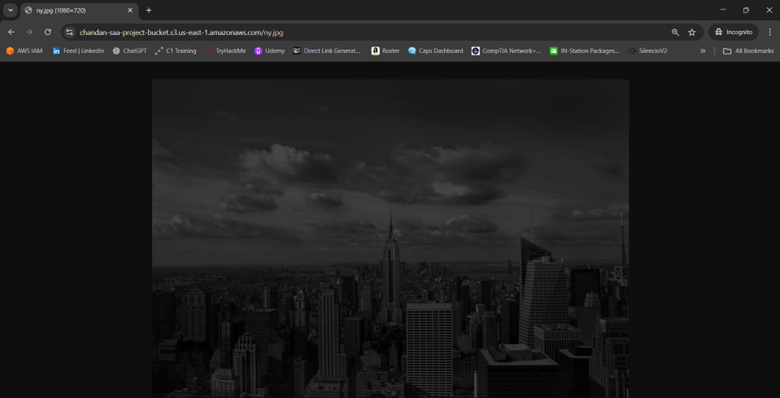 ny.jpg (1080×720)
chandan-saa-project-bucket.s3.us-east-1.amazonaws.com/ny.jpg
Incognito
AWS IAM
Feed | LinkedIn
ChatGPT
C1 Training
TryHackMe
Udemy
Direct Link Generat...
Roster
Caps Dashboard
CompTIA Network+...
IN-Station Packages...
SilencioV2
All Bookmarks